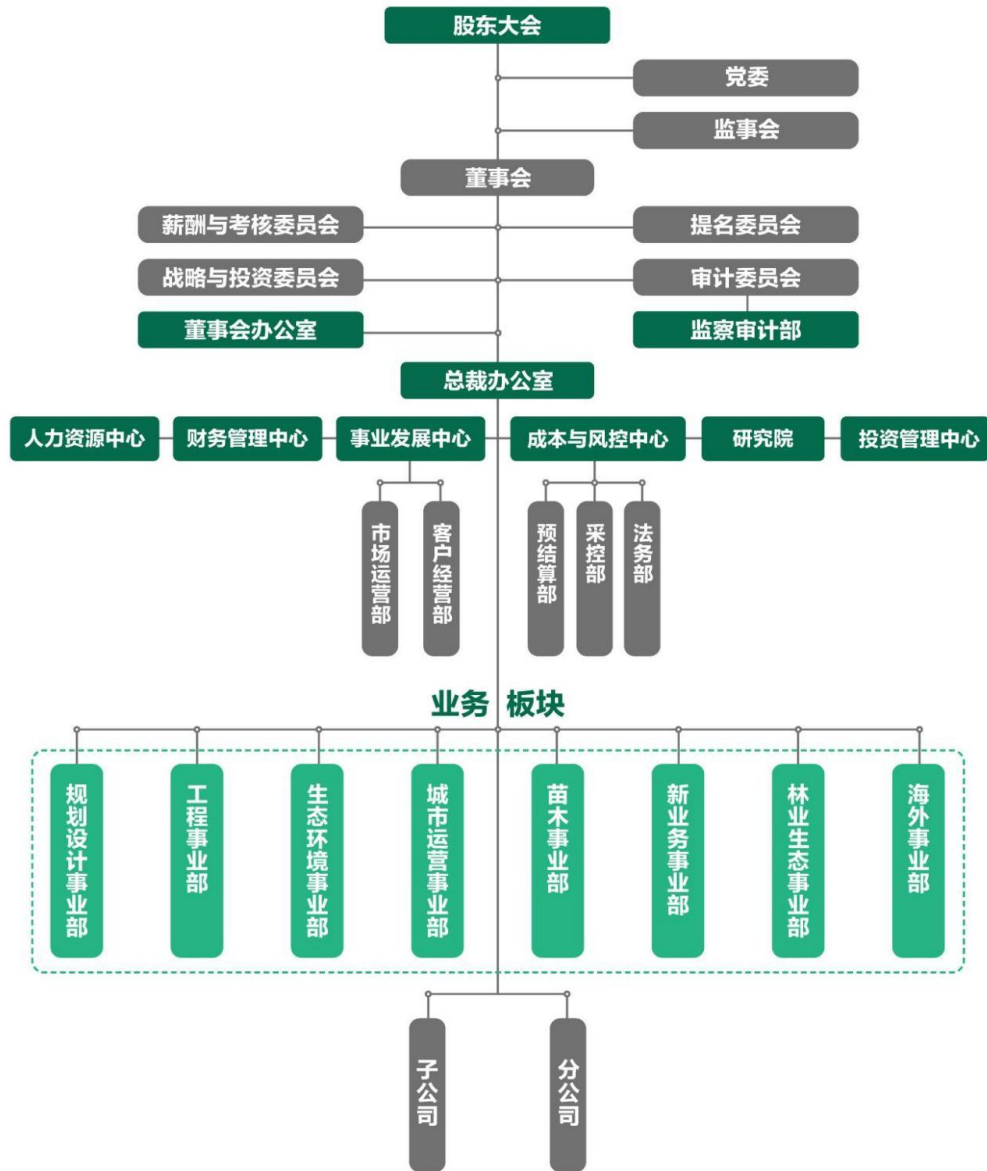 股东大会
党委
监事会
董事会
薪酬与考核委员会
提名委员会
战略与投资委员会
审计委员会
董事会办公室
监察审计部
总裁办公室
人力资源中心
财务管理中心
事业发展中心
成本与风控中心
研究院
投资管理中心
市场运营部
客户经营部
预结算部
采控部
法务部
业务 板块
规划设计事业部
工程事业部
生态环境事业部
城市运营事业部
苗木事业部
新业务事业部
林业生态事业部
海外事业部
子公司
分公司